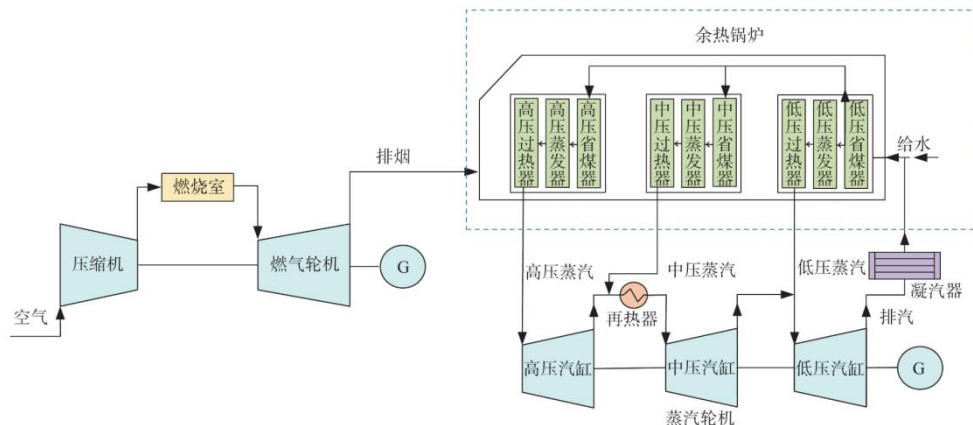 余热锅炉
高压过热器
高压蒸发器
高压省煤器
中压过热器
中压蒸发器
中压省煤器
低压过热器
低压蒸发器
低压省煤器
给水
排烟
燃烧室
压缩机
燃气轮机
G
空气
高压蒸汽
中压蒸汽
低压蒸汽
凝汽器
再热器
排汽
高压汽缸
中压汽缸
低压汽缸
G
蒸汽轮机